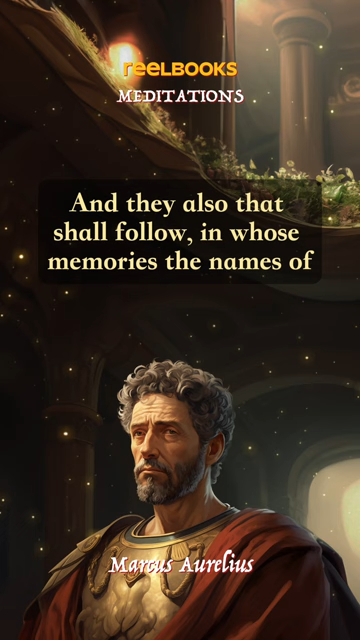 reelbooks
MEDITATIONS
And they also that
shall follow, in whose
memories the names of
Marcus Aurelius